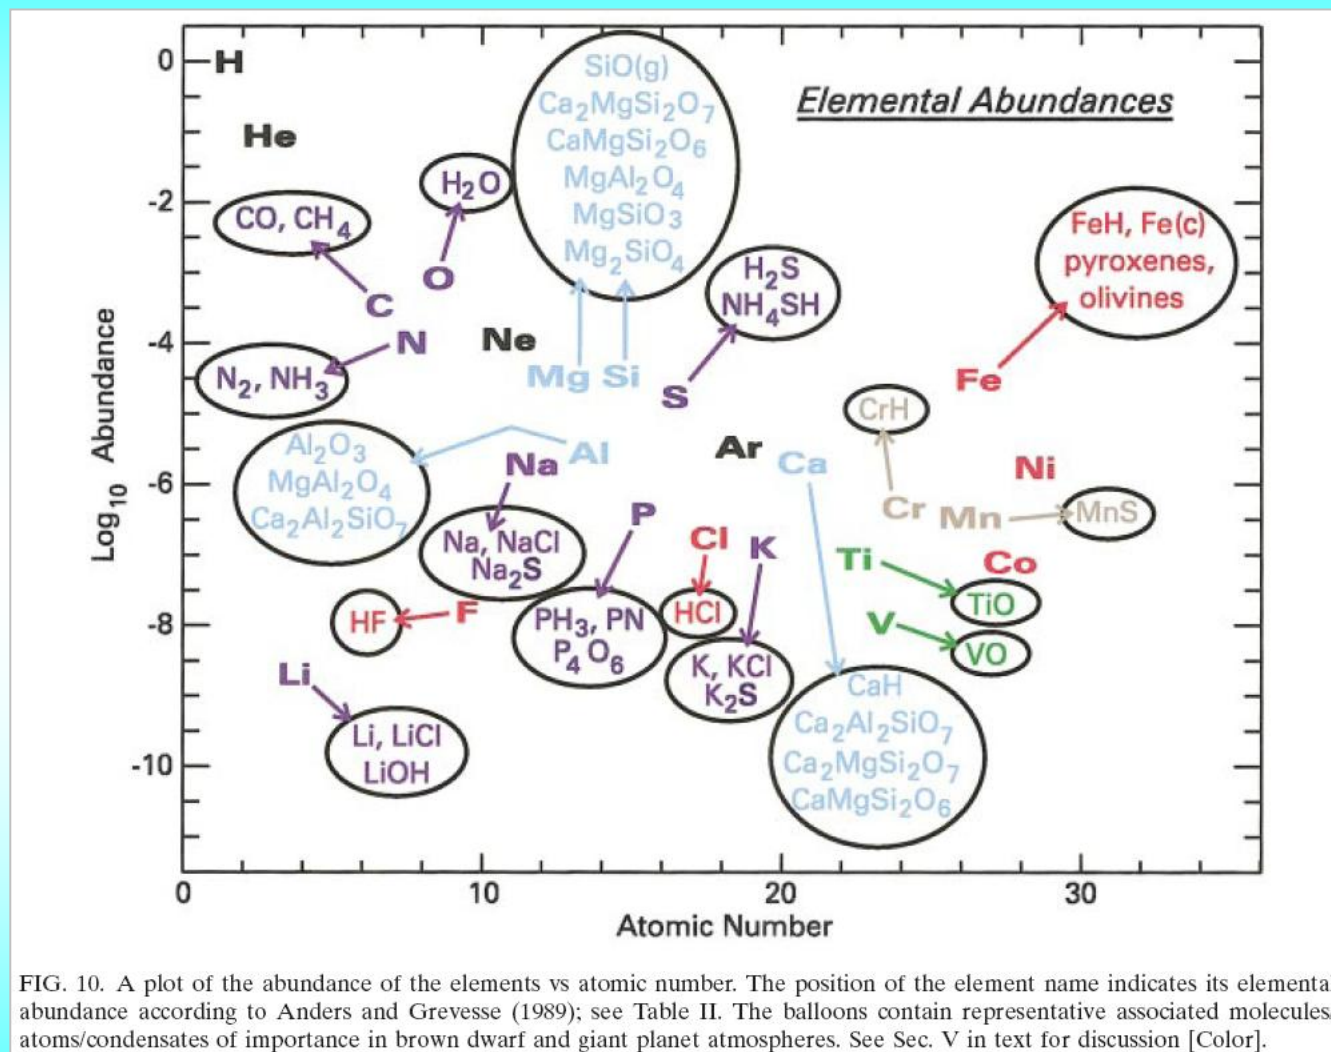 Elemental Abundances
0
-2
-4
-6
-8
-10
Log₁₀ Abundance
H
He
SiO(g)
Ca₂MgSi₂O₇
CaMgSi₂O₆
MgAl₂O₄
MgSiO₃
Mg₂SiO₄
H₂O
CO, CH₄
O
C
H₂S
NH₄SH
FeH, Fe(c)
pyroxenes,
olivines
N
Ne
N₂, NH₃
Mg Si
S
Fe
CrH
Al₂O₃
MgAl₂O₄
Ca₂Al₂SiO₇
Al
Na
Ar
Ca
Ni
Cr
Mn
MnS
P
Na, NaCl
Na₂S
Cl
K
Ti
Co
TiO
HF
F
PH₃, PN
P₄O₆
HCl
V
VO
K, KCl
K₂S
Li
Li, LiCl
LiOH
CaH
Ca₂Al₂SiO₇
Ca₂MgSi₂O₇
CaMgSi₂O₆
0 10 20 30
Atomic Number
FIG. 10. A plot of the abundance of the elements vs atomic number. The position of the element name indicates its elemental
abundance according to Anders and Grevesse (1989); see Table II. The balloons contain representative associated molecules/
atoms/condensates of importance in brown dwarf and giant planet atmospheres. See Sec. V in text for discussion [Color].